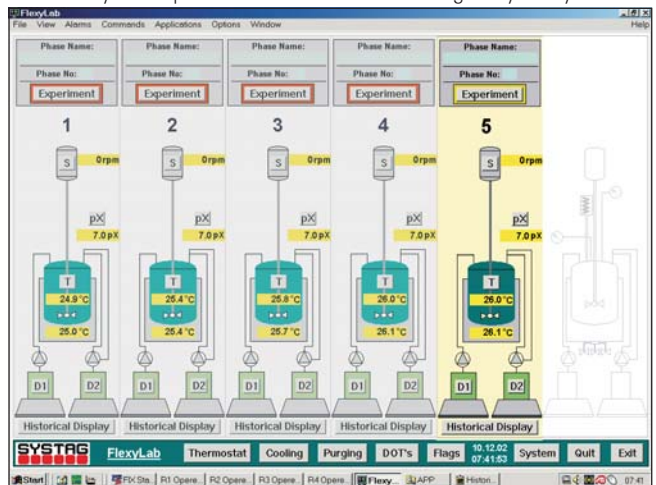 FlexyLab
File View Alarms Commands Applications Options Window Help
Phase Name: Phase Name: Phase Name: Phase Name: Phase Name:
Phase No: Phase No: Phase No: Phase No: Phase No:
Experiment Experiment Experiment Experiment Experiment
1 2 3 4 5
S 0rpm S 0rpm S 0rpm S 0rpm S 0rpm
pX pX pX pX pX
7.0pX 7.0pX 7.0pX 7.0pX 7.0pX
T T T T T
24.9°C 25.4°C 25.8°C 26.0°C 26.0°C
25.0°C 25.4°C 25.7°C 26.1°C 26.1°C
D1 D2 D1 D2 D1 D2 D1 D2 D1 D2
Historical Display Historical Display Historical Display Historical Display Historical Display
SYSTAG FlexyLab Thermostat Cooling Purging DOT's Flags 10.12.02 System Quit Exit
07:41:53
Start FIX Sta... R1 Opere... R2 Opere... R3 Opere... R4 Opere... Flexy... APP Histori... 07:41